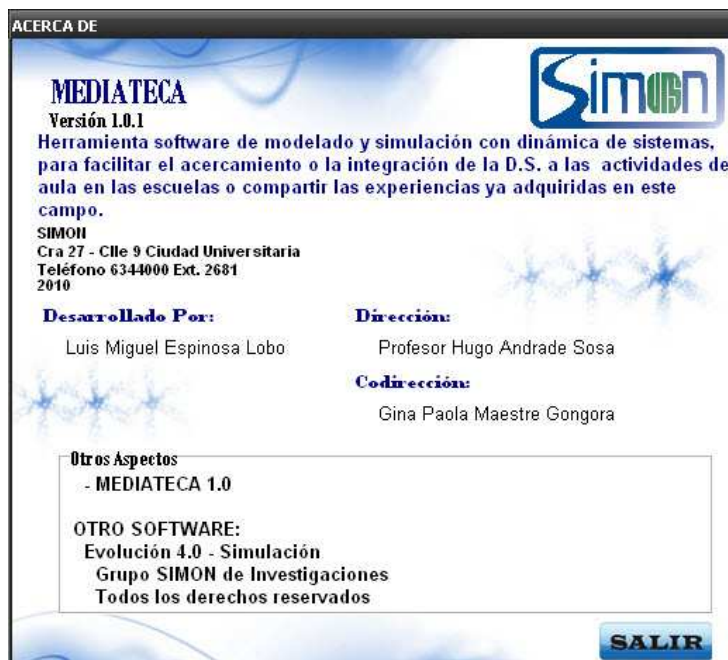 ACERCA DE
Simon
MEDIATECA
Versión 1.0.1
Herramienta software de modelado y simulación con dinámica de sistemas,
para facilitar el acercamiento o la integración de la D.S. a las actividades de
aula en las escuelas o compartir las experiencias ya adquiridas en este
campo.
SIMON
Cra 27 - Clle 9 Ciudad Universitaria
Teléfono 6344000 Ext. 2681
2010
Desarrollado Por:
Luis Miguel Espinosa Lobo
Dirección:
Profesor Hugo Andrade Sosa
Codirección:
Gina Paola Maestre Gongora
Otros Aspectos
- MEDIATECA 1.0
OTRO SOFTWARE:
Evolución 4.0 - Simulación
Grupo SIMON de Investigaciones
Todos los derechos reservados
SALIR